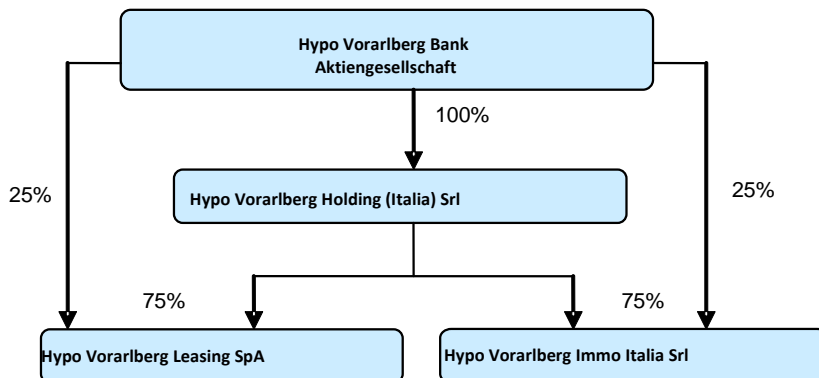 Hypo Vorarlberg Bank
Aktiengesellschaft
100%
Hypo Vorarlberg Holding (Italia) Srl
25%
25%
75%
75%
Hypo Vorarlberg Leasing SpA
Hypo Vorarlberg Immo Italia Srl